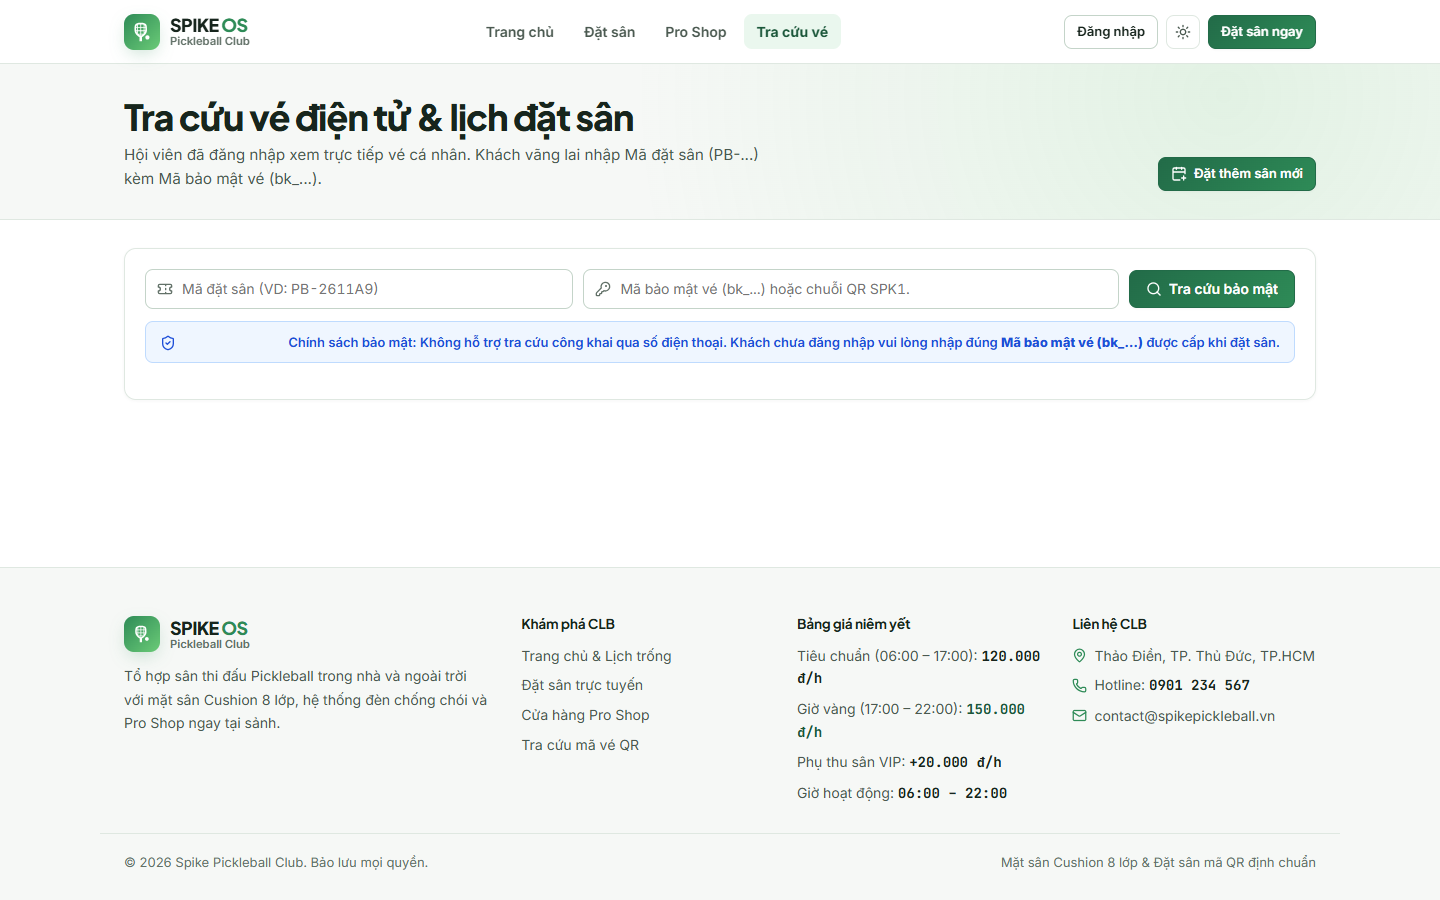 SPIKE OS
Pickleball Club
Trang chủ
Đặt sân
Pro Shop
Tra cứu vé
Đăng nhập
Đặt sân ngay
Tra cứu vé điện tử & lịch đặt sân
Hội viên đã đăng nhập xem trực tiếp vé cá nhân. Khách vãng lai nhập Mã đặt sân (PB-...)
kèm Mã bảo mật vé (bk_...).
Đặt thêm sân mới
Mã đặt sân (VD: PB-2611A9)
Mã bảo mật vé (bk_...) hoặc chuỗi QR SPK1.
Tra cứu bảo mật
Chính sách bảo mật: Không hỗ trợ tra cứu công khai qua số điện thoại. Khách chưa đăng nhập vui lòng nhập đúng Mã bảo mật vé (bk_...) được cấp khi đặt sân.
SPIKE OS
Pickleball Club
Tổ hợp sân thi đấu Pickleball trong nhà và ngoài trời
với mặt sân Cushion 8 lớp, hệ thống đèn chống chói và
Pro Shop ngay tại sảnh.
Khám phá CLB
Trang chủ & Lịch trống
Đặt sân trực tuyến
Cửa hàng Pro Shop
Tra cứu mã vé QR
Bảng giá niêm yết
Tiêu chuẩn (06:00 – 17:00): 120.000
đ/h
Giờ vàng (17:00 – 22:00): 150.000
đ/h
Phụ thu sân VIP: +20.000 đ/h
Giờ hoạt động: 06:00 – 22:00
Liên hệ CLB
Thảo Điền, TP. Thủ Đức, TP.HCM
Hotline: 0901 234 567
contact@spikepickleball.vn
© 2026 Spike Pickleball Club. Bảo lưu mọi quyền.
Mặt sân Cushion 8 lớp & Đặt sân mã QR định chuẩn